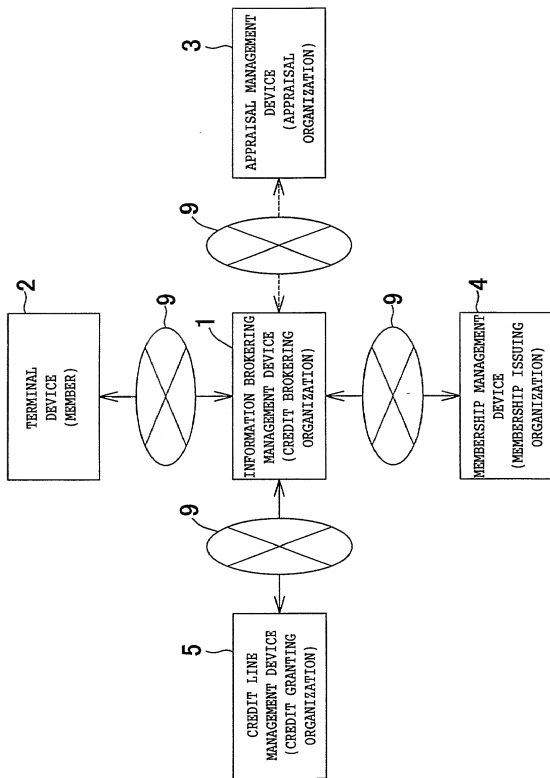 3
APPRAISAL MANAGEMENT
DEVICE
(APPRAISAL
ORGANIZATION)
9
2
TERMINAL
DEVICE
(MEMBER)
9
1
INFORMATION BROKERING
MANAGEMENT DEVICE
(CREDIT BROKERING
ORGANIZATION)
9
4
MEMBERSHIP MANAGEMENT
DEVICE
(MEMBERSHIP ISSUING
ORGANIZATION)
9
5
CREDIT LINE
MANAGEMENT DEVICE
(CREDIT GRANTING
ORGANIZATION)